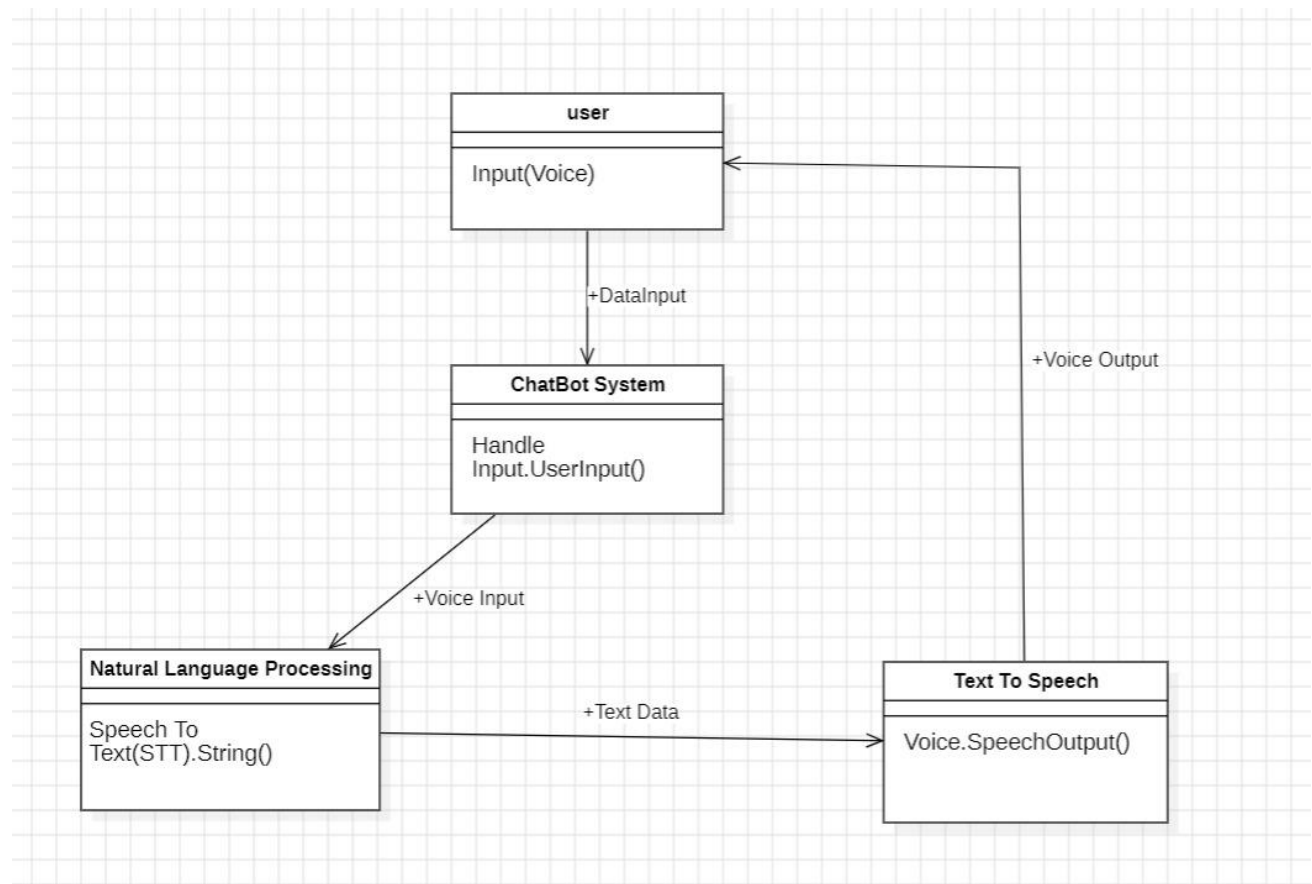 user
Input(Voice)
+DataInput
ChatBot System
Handle
Input.UserInput()
+Voice Output
+Voice Input
Natural Language Processing
Speech To
Text(STT).String()
+Text Data
Text To Speech
Voice.SpeechOutput()